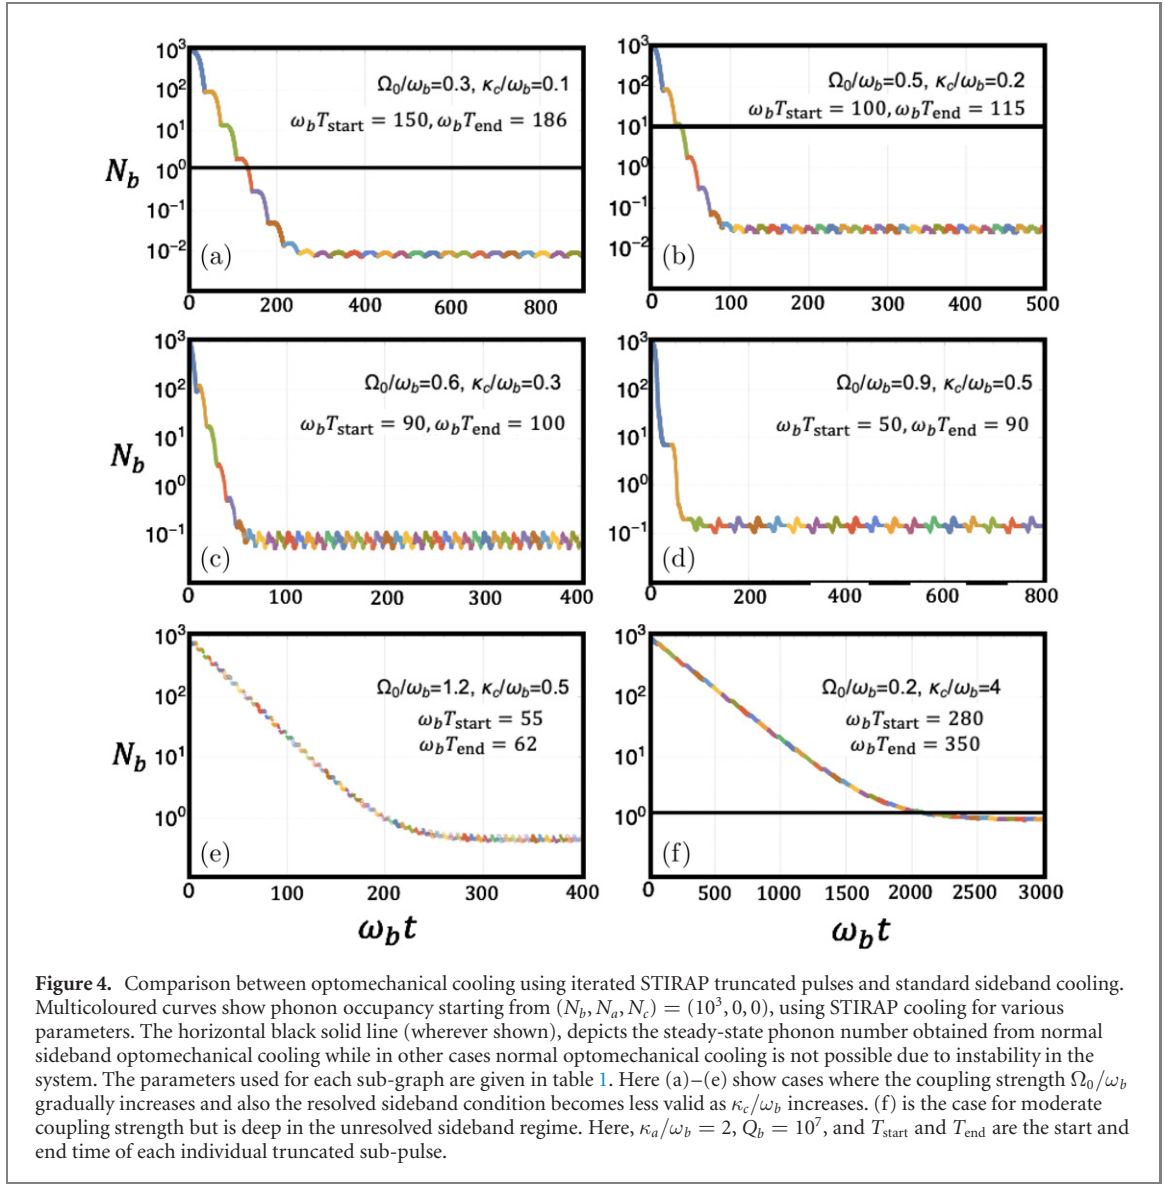 10³
10²
10¹
10⁰
10⁻¹
10⁻²
N_b
Ω₀/ω_b=0.3, κ_c/ω_b=0.1
ω_bT_start = 150, ω_bT_end = 186
(a)
0 200 400 600 800
10³
10²
10¹
10⁰
10⁻¹
10⁻²
Ω₀/ω_b=0.5, κ_c/ω_b=0.2
ω_bT_start = 100, ω_bT_end = 115
(b)
0 100 200 300 400 500
10³
10²
10¹
10⁰
10⁻¹
N_b
Ω₀/ω_b=0.6, κ_c/ω_b=0.3
ω_bT_start = 90, ω_bT_end = 100
(c)
0 100 200 300 400
10³
10²
10¹
10⁰
10⁻¹
Ω₀/ω_b=0.9, κ_c/ω_b=0.5
ω_bT_start = 50, ω_bT_end = 90
(d)
0 200 400 600 800
10³
10²
10¹
10⁰
N_b
Ω₀/ω_b=1.2, κ_c/ω_b=0.5
ω_bT_start = 55
ω_bT_end = 62
(e)
0 100 200 300 400
ω_b t
10³
10²
10¹
10⁰
Ω₀/ω_b=0.2, κ_c/ω_b=4
ω_bT_start = 280
ω_bT_end = 350
(f)
0 500 1000 1500 2000 2500 3000
ω_b t
Figure 4. Comparison between optomechanical cooling using iterated STIRAP truncated pulses and standard sideband cooling.
Multicoloured curves show phonon occupancy starting from (N_b, N_a, N_c) = (10³, 0, 0), using STIRAP cooling for various
parameters. The horizontal black solid line (wherever shown), depicts the steady-state phonon number obtained from normal
sideband optomechanical cooling while in other cases normal optomechanical cooling is not possible due to instability in the
system. The parameters used for each sub-graph are given in table 1. Here (a)–(e) show cases where the coupling strength Ω₀/ω_b
gradually increases and also the resolved sideband condition becomes less valid as κ_c/ω_b increases. (f) is the case for moderate
coupling strength but is deep in the unresolved sideband regime. Here, κ_a/ω_b = 2, Q_b = 10⁷, and T_start and T_end are the start and
end time of each individual truncated sub-pulse.